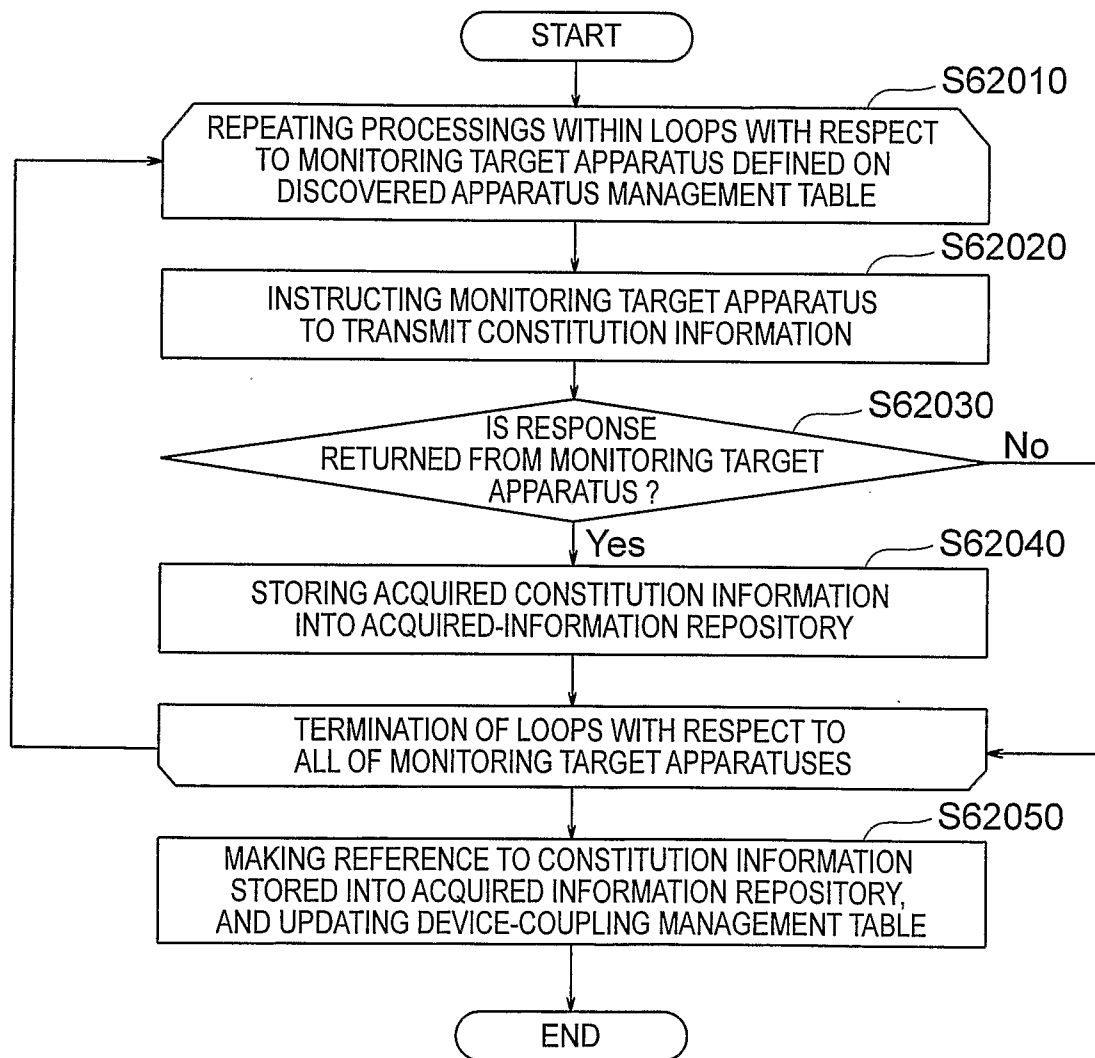 START
S62010
REPEATING PROCESSINGS WITHIN LOOPS WITH RESPECT
TO MONITORING TARGET APPARATUS DEFINED ON
DISCOVERED APPARATUS MANAGEMENT TABLE
S62020
INSTRUCTING MONITORING TARGET APPARATUS
TO TRANSMIT CONSTITUTION INFORMATION
S62030
IS RESPONSE
RETURNED FROM MONITORING TARGET
APPARATUS ?
No
Yes
S62040
STORING ACQUIRED CONSTITUTION INFORMATION
INTO ACQUIRED-INFORMATION REPOSITORY
TERMINATION OF LOOPS WITH RESPECT TO
ALL OF MONITORING TARGET APPARATUSES
S62050
MAKING REFERENCE TO CONSTITUTION INFORMATION
STORED INTO ACQUIRED INFORMATION REPOSITORY,
AND UPDATING DEVICE-COUPLING MANAGEMENT TABLE
END